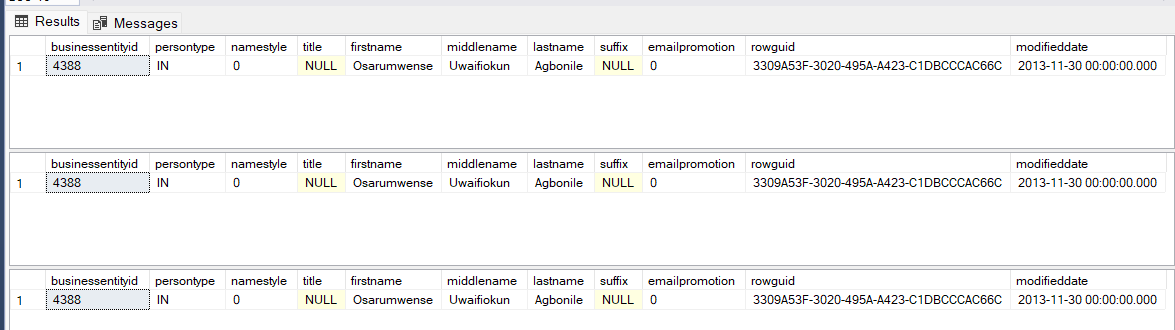 Results Messages
businessentityid persontype namestyle title firstname middlename lastname suffix emailpromotion rowguid modifieddate
1 4388 IN 0 NULL Osarumwense Uwaifiokun Agbonile NULL 0 3309A53F-3020-495A-A423-C1DBCCCAC66C 2013-11-30 00:00:00.000
businessentityid persontype namestyle title firstname middlename lastname suffix emailpromotion rowguid modifieddate
1 4388 IN 0 NULL Osarumwense Uwaifiokun Agbonile NULL 0 3309A53F-3020-495A-A423-C1DBCCCAC66C 2013-11-30 00:00:00.000
businessentityid persontype namestyle title firstname middlename lastname suffix emailpromotion rowguid modifieddate
1 4388 IN 0 NULL Osarumwense Uwaifiokun Agbonile NULL 0 3309A53F-3020-495A-A423-C1DBCCCAC66C 2013-11-30 00:00:00.000